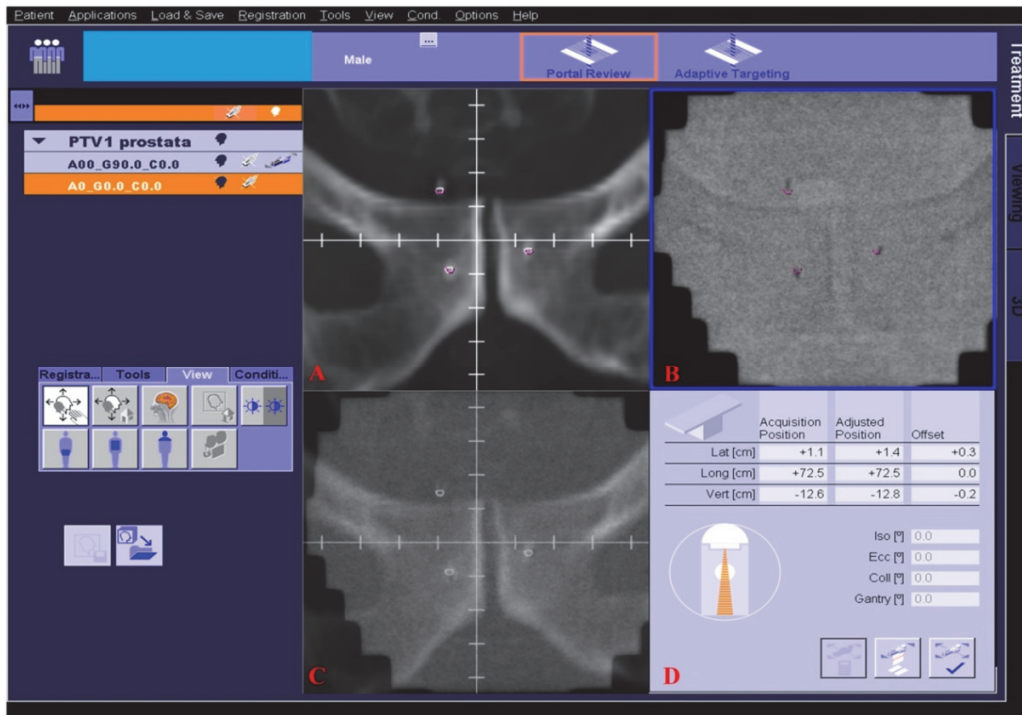 Patient Applications Load & Save Registration Tools View Cond. Options Help
Male
...
Portal Review
Adaptive Targeting
Treatment
Viewing
3D
PTV1 prostata
A00_G90.0_C0.0
A0_G0.0_C0.0
Registra... Tools View Conditi...
A
B
C
D
Acquisition Position Adjusted Position Offset
Lat [cm] +1.1 +1.4 +0.3
Long [cm] +72.5 +72.5 0.0
Vert [cm] -12.6 -12.8 -0.2
Iso [º] 0.0
Ecc [º] 0.0
Coll [º] 0.0
Gantry [º] 0.0